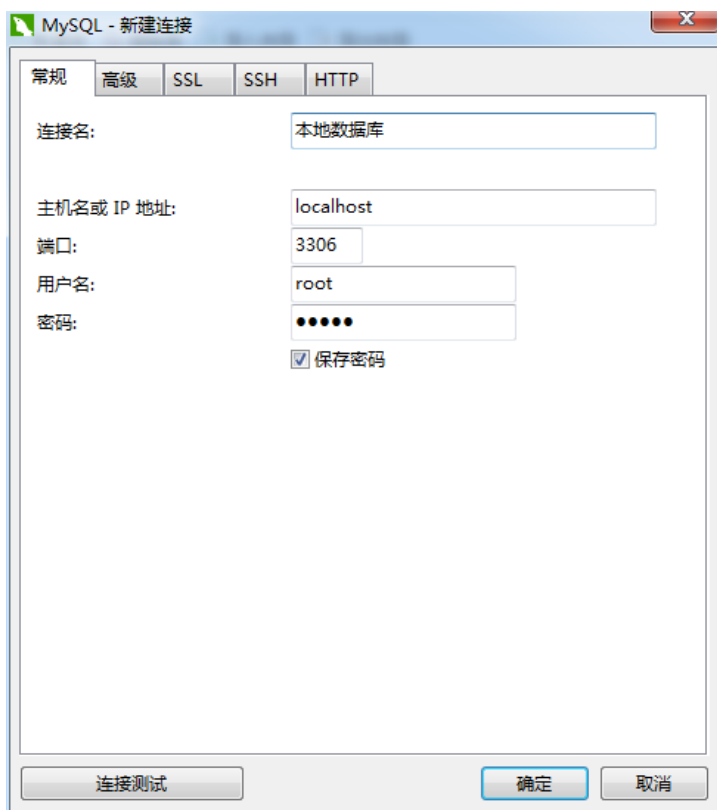 MySQL - 新建连接
常规 高级 SSL SSH HTTP
连接名: 本地数据库
主机名或 IP 地址: localhost
端口: 3306
用户名: root
密码: ●●●●●
保存密码
连接测试 确定 取消